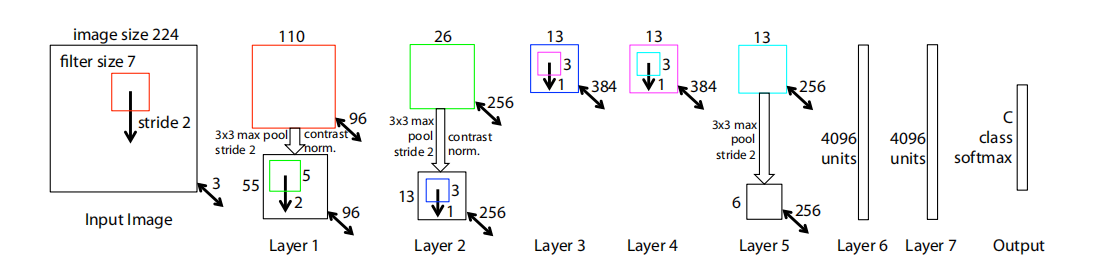 image size 224
filter size 7
stride 2
3
Input Image
110
96
3x3 max pool
stride 2
contrast
norm.
55
5
2
96
Layer 1
26
256
3x3 max
pool
stride 2
contrast
norm.
13
3
1
256
Layer 2
13
3
1
384
Layer 3
13
3
1
384
Layer 4
13
256
3x3 max
pool
stride 2
6
256
Layer 5
4096
units
Layer 6
4096
units
Layer 7
C
class
softmax
Output